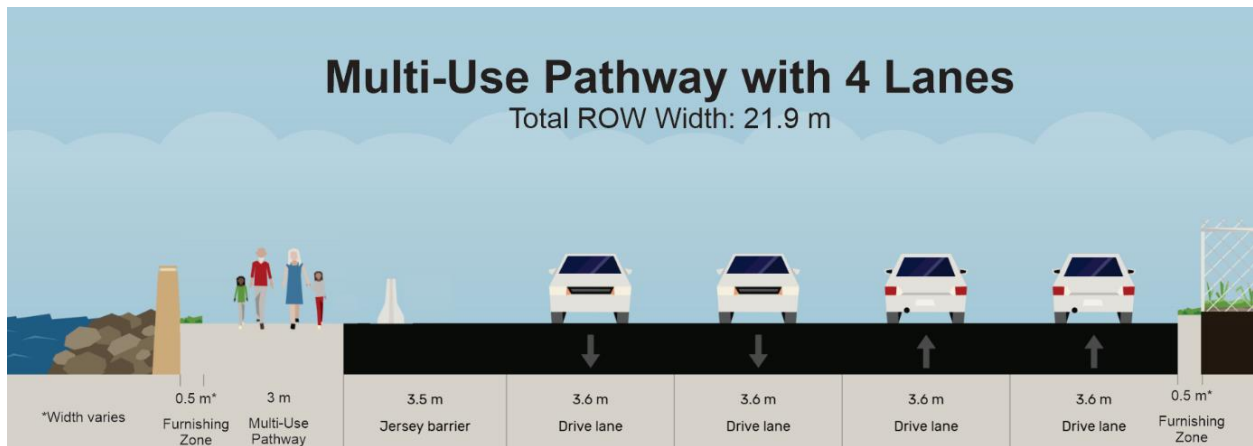 Multi-Use Pathway with 4 Lanes
Total ROW Width: 21.9 m
*Width varies
0.5 m*
Furnishing
Zone
3 m
Multi-Use
Pathway
3.5 m
Jersey barrier
3.6 m
Drive lane
3.6 m
Drive lane
3.6 m
Drive lane
3.6 m
Drive lane
0.5 m*
Furnishing
Zone